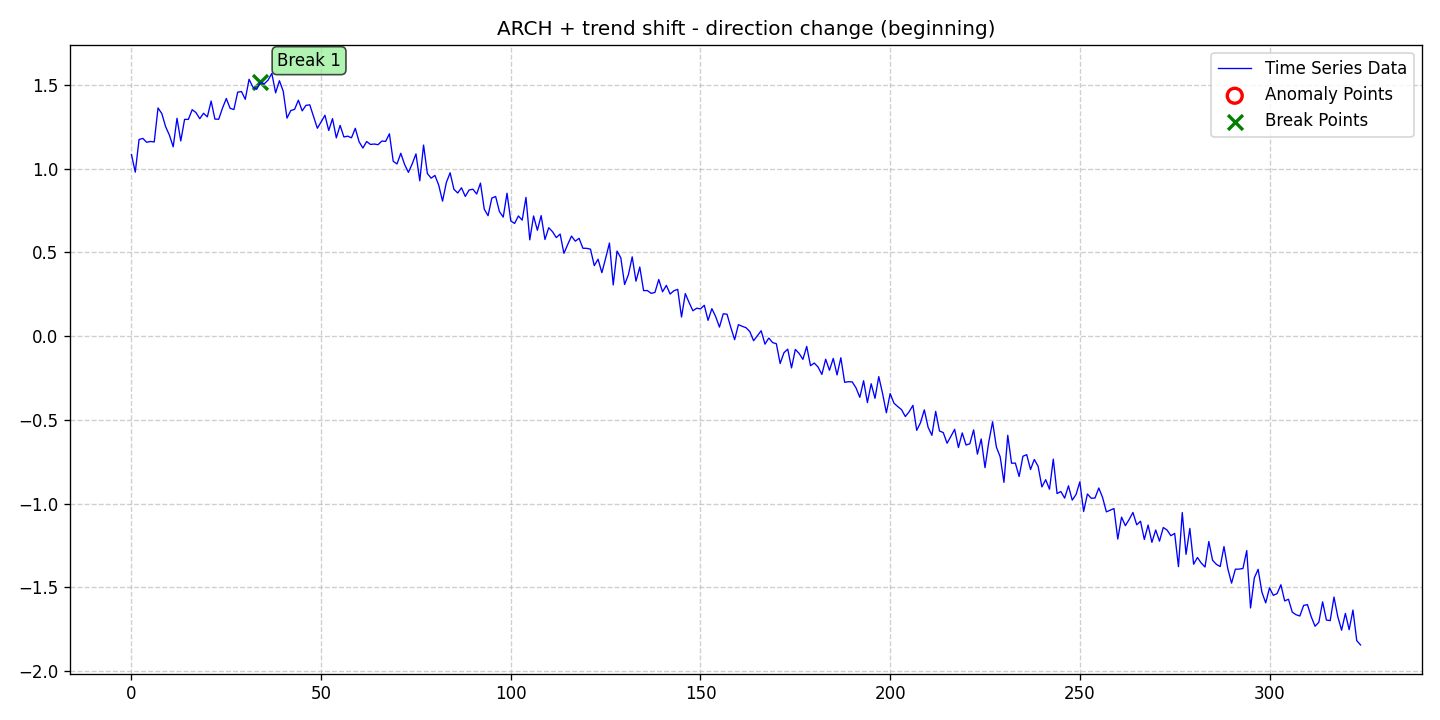 ARCH + trend shift - direction change (beginning)
Break 1
Time Series Data
Anomaly Points
Break Points
1.5
1.0
0.5
0.0
−0.5
−1.0
−1.5
−2.0
0 50 100 150 200 250 300